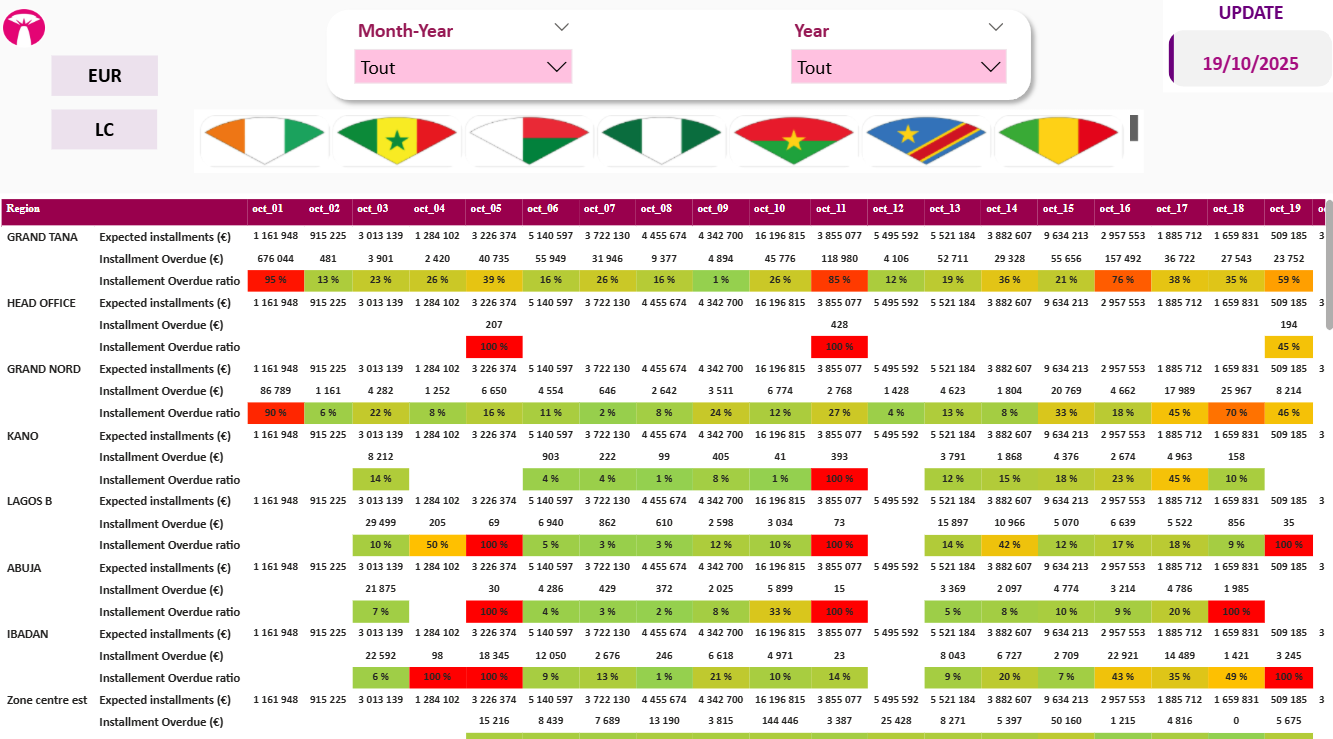 UPDATE
Month-Year Year
Tout Tout
19/10/2025
EUR
LC
Region oct_01 oct_02 oct_03 oct_04 oct_05 oct_06 oct_07 oct_08 oct_09 oct_10 oct_11 oct_12 oct_13 oct_14 oct_15 oct_16 oct_17 oct_18 oct_19
GRAND TANA Expected installments (€) 1 161 948 915 225 3 013 139 1 284 102 3 226 374 5 140 597 3 722 130 4 455 674 4 342 700 16 196 815 3 855 077 5 495 592 5 521 184 3 882 607 9 634 213 2 957 553 1 885 712 1 659 831 509 185 3
Installment Overdue (€) 676 044 481 3 901 2 420 40 735 55 949 31 946 9 377 4 894 45 776 118 980 4 106 52 711 29 328 55 656 157 492 36 722 27 543 23 752
Installement Overdue ratio 95 % 13 % 23 % 26 % 39 % 16 % 26 % 16 % 1 % 26 % 85 % 12 % 19 % 36 % 21 % 76 % 38 % 35 % 59 %
HEAD OFFICE Expected installments (€) 1 161 948 915 225 3 013 139 1 284 102 3 226 374 5 140 597 3 722 130 4 455 674 4 342 700 16 196 815 3 855 077 5 495 592 5 521 184 3 882 607 9 634 213 2 957 553 1 885 712 1 659 831 509 185 3
Installment Overdue (€) 207 428 194
Installement Overdue ratio 100 % 100 % 45 %
GRAND NORD Expected installments (€) 1 161 948 915 225 3 013 139 1 284 102 3 226 374 5 140 597 3 722 130 4 455 674 4 342 700 16 196 815 3 855 077 5 495 592 5 521 184 3 882 607 9 634 213 2 957 553 1 885 712 1 659 831 509 185 3
Installment Overdue (€) 86 789 1 161 4 282 1 252 6 650 4 554 646 2 642 3 511 6 774 2 768 1 428 4 623 1 804 20 769 4 662 17 989 25 967 8 214
Installement Overdue ratio 90 % 6 % 22 % 8 % 16 % 11 % 2 % 8 % 24 % 12 % 27 % 4 % 13 % 8 % 33 % 18 % 45 % 70 % 46 %
KANO Expected installments (€) 1 161 948 915 225 3 013 139 1 284 102 3 226 374 5 140 597 3 722 130 4 455 674 4 342 700 16 196 815 3 855 077 5 495 592 5 521 184 3 882 607 9 634 213 2 957 553 1 885 712 1 659 831 509 185 3
Installment Overdue (€) 8 212 903 222 99 405 41 393 3 791 1 868 4 376 2 674 4 963 158
Installement Overdue ratio 14 % 4 % 4 % 1 % 8 % 1 % 100 % 12 % 15 % 18 % 23 % 45 % 10 %
LAGOS B Expected installments (€) 1 161 948 915 225 3 013 139 1 284 102 3 226 374 5 140 597 3 722 130 4 455 674 4 342 700 16 196 815 3 855 077 5 495 592 5 521 184 3 882 607 9 634 213 2 957 553 1 885 712 1 659 831 509 185 3
Installment Overdue (€) 29 499 205 69 6 940 862 610 2 598 3 034 73 15 897 10 966 5 070 6 639 5 522 856 35
Installement Overdue ratio 10 % 50 % 100 % 5 % 3 % 3 % 12 % 10 % 100 % 14 % 42 % 12 % 17 % 18 % 9 % 100 %
ABUJA Expected installments (€) 1 161 948 915 225 3 013 139 1 284 102 3 226 374 5 140 597 3 722 130 4 455 674 4 342 700 16 196 815 3 855 077 5 495 592 5 521 184 3 882 607 9 634 213 2 957 553 1 885 712 1 659 831 509 185 3
Installment Overdue (€) 21 875 30 4 286 429 372 2 025 5 899 15 3 369 2 097 4 774 3 214 4 786 1 985
Installement Overdue ratio 7 % 100 % 4 % 3 % 2 % 8 % 33 % 100 % 5 % 8 % 10 % 9 % 20 % 100 %
IBADAN Expected installments (€) 1 161 948 915 225 3 013 139 1 284 102 3 226 374 5 140 597 3 722 130 4 455 674 4 342 700 16 196 815 3 855 077 5 495 592 5 521 184 3 882 607 9 634 213 2 957 553 1 885 712 1 659 831 509 185 3
Installment Overdue (€) 22 592 98 18 345 12 050 2 676 246 6 618 4 971 23 8 043 6 727 2 709 22 921 14 489 1 421 3 245
Installement Overdue ratio 6 % 100 % 100 % 9 % 13 % 1 % 21 % 10 % 14 % 9 % 20 % 7 % 43 % 35 % 49 % 100 %
Zone centre est Expected installments (€) 1 161 948 915 225 3 013 139 1 284 102 3 226 374 5 140 597 3 722 130 4 455 674 4 342 700 16 196 815 3 855 077 5 495 592 5 521 184 3 882 607 9 634 213 2 957 553 1 885 712 1 659 831 509 185 3
Installment Overdue (€) 15 216 8 439 7 689 13 190 3 815 144 446 3 387 25 428 8 271 5 397 50 160 1 215 4 816 0 5 675